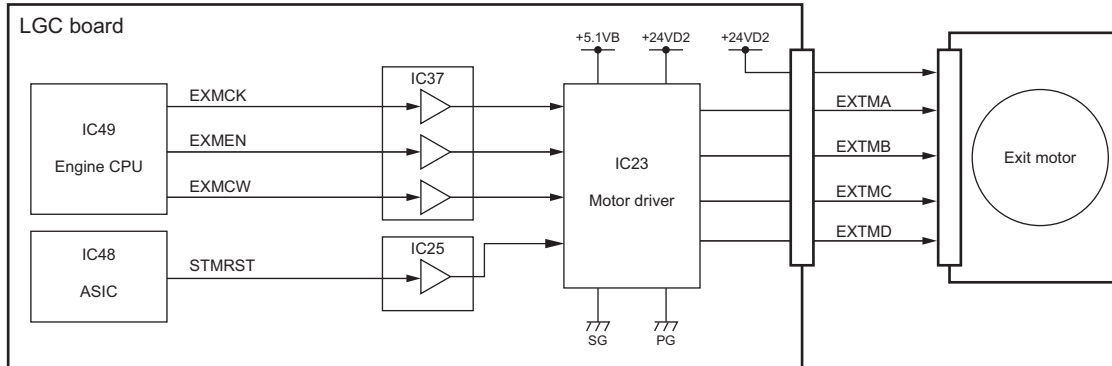 LGC board
+5.1VB
+24VD2
+24VD2
IC37
EXMCK
EXTMA
IC49
Engine CPU
EXMEN
IC23
Motor driver
EXTMB
Exit motor
EXMCW
EXTMC
IC48
ASIC
STMRST
IC25
EXTMD
SG
PG